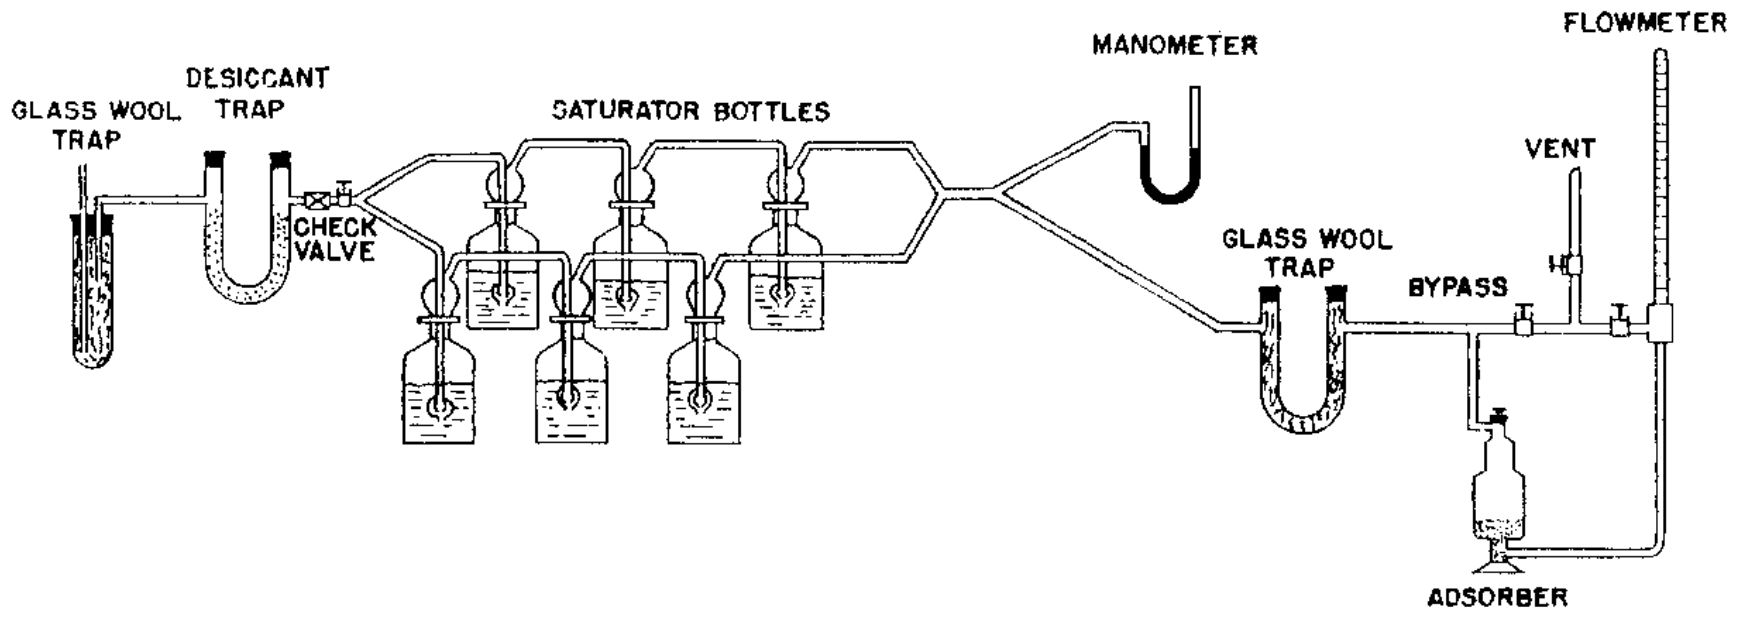 GLASS WOOL
TRAP
DESICCANT
TRAP
CHECK
VALVE
SATURATOR BOTTLES
MANOMETER
GLASS WOOL
TRAP
BYPASS
VENT
FLOWMETER
ADSORBER